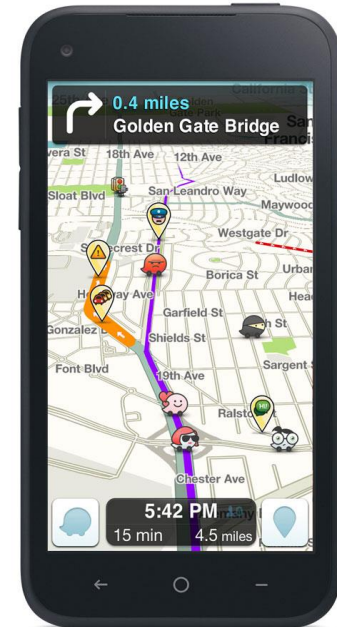 California St
0.4 miles
Golden Gate Bridge
18th Ave
12th Ave
Sloat Blvd
San Leandro Way
Ludlow
Maywood
Westgate Dr
Borica St
Urban
Garfield St
Gonzalez
Shields St
Font Blvd
19th Ave
Sargent
Ralsto
Chester Ave
5:42 PM
15 min
4.5 miles